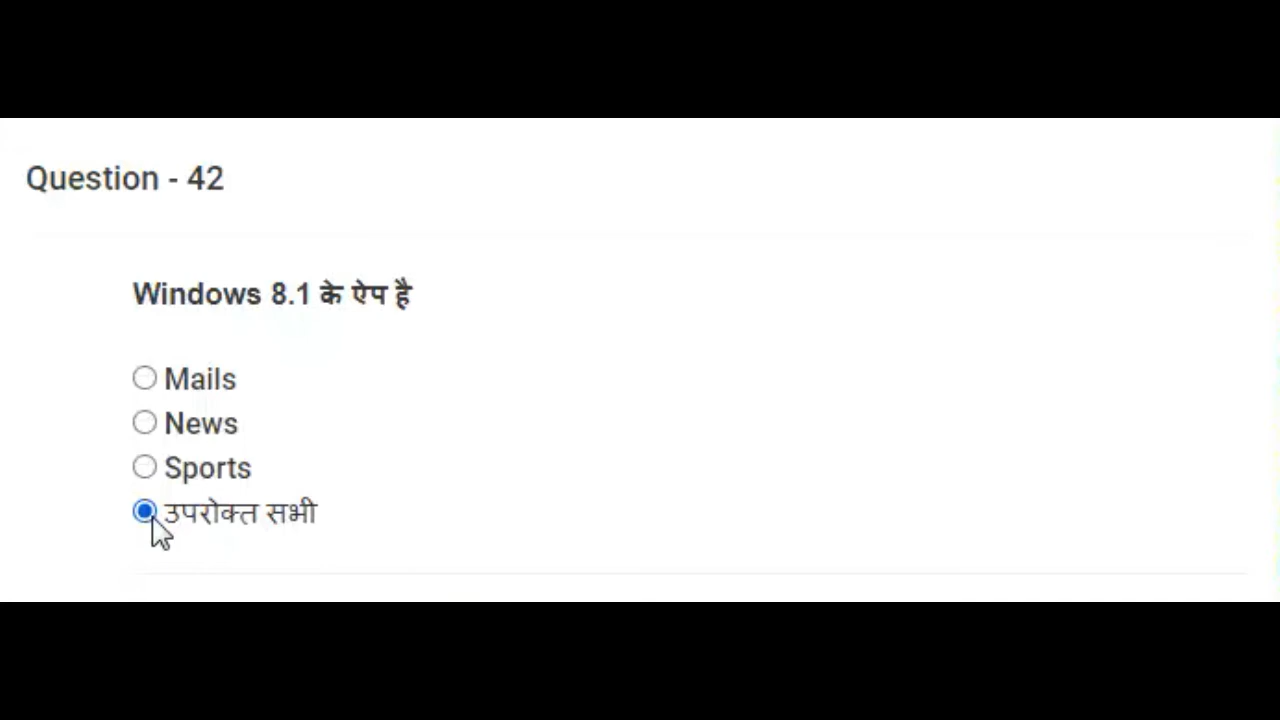 Question - 42
Windows 8.1 के ऐप है
Mails
News
Sports
उपरोक्त सभी